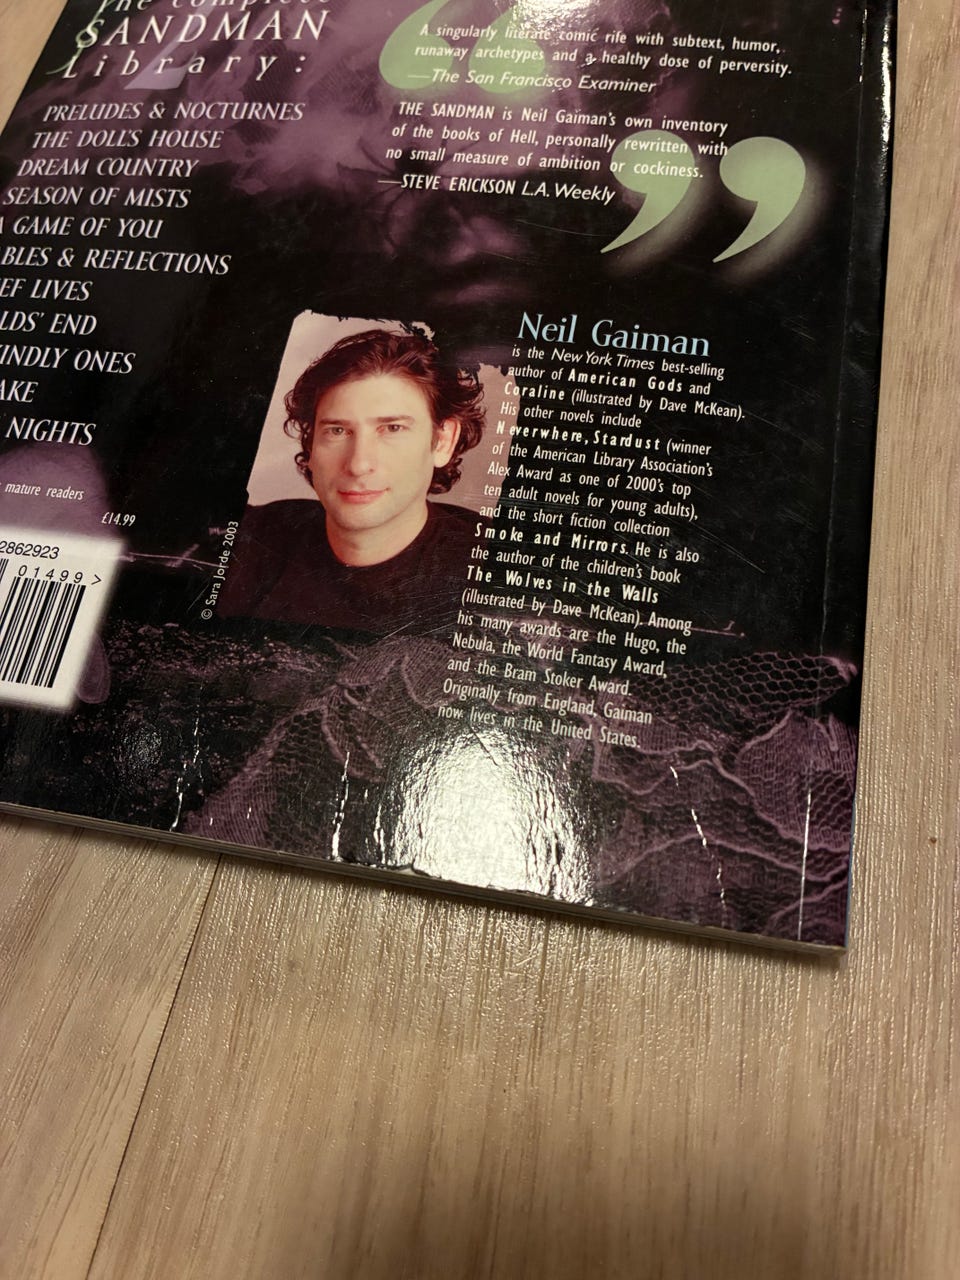 The complete
SANDMAN
Library:
PRELUDES & NOCTURNES
THE DOLL'S HOUSE
DREAM COUNTRY
SEASON OF MISTS
A GAME OF YOU
ABLES & REFLECTIONS
EF LIVES
LDS' END
KINDLY ONES
AKE
NIGHTS
mature readers
£14.99
2862923
01499>
“
A singularly literate comic rife with subtext, humor,
runaway archetypes and a healthy dose of perversity.
—The San Francisco Examiner
THE SANDMAN is Neil Gaiman's own inventory
of the books of Hell, personally rewritten with
no small measure of ambition or cockiness.
—STEVE ERICKSON L.A. Weekly
”
© Sara Jorde 2003
Neil Gaiman
is the New York Times best-selling
author of American Gods and
Coraline (illustrated by Dave McKean).
His other novels include
Neverwhere, Stardust (winner
of the American Library Association's
Alex Award as one of 2000's top
ten adult novels for young adults),
and the short fiction collection
Smoke and Mirrors. He is also
the author of the children's book
The Wolves in the Walls
(illustrated by Dave McKean). Among
his many awards are the Hugo, the
Nebula, the World Fantasy Award,
and the Bram Stoker Award.
Originally from England, Gaiman
now lives in the United States.